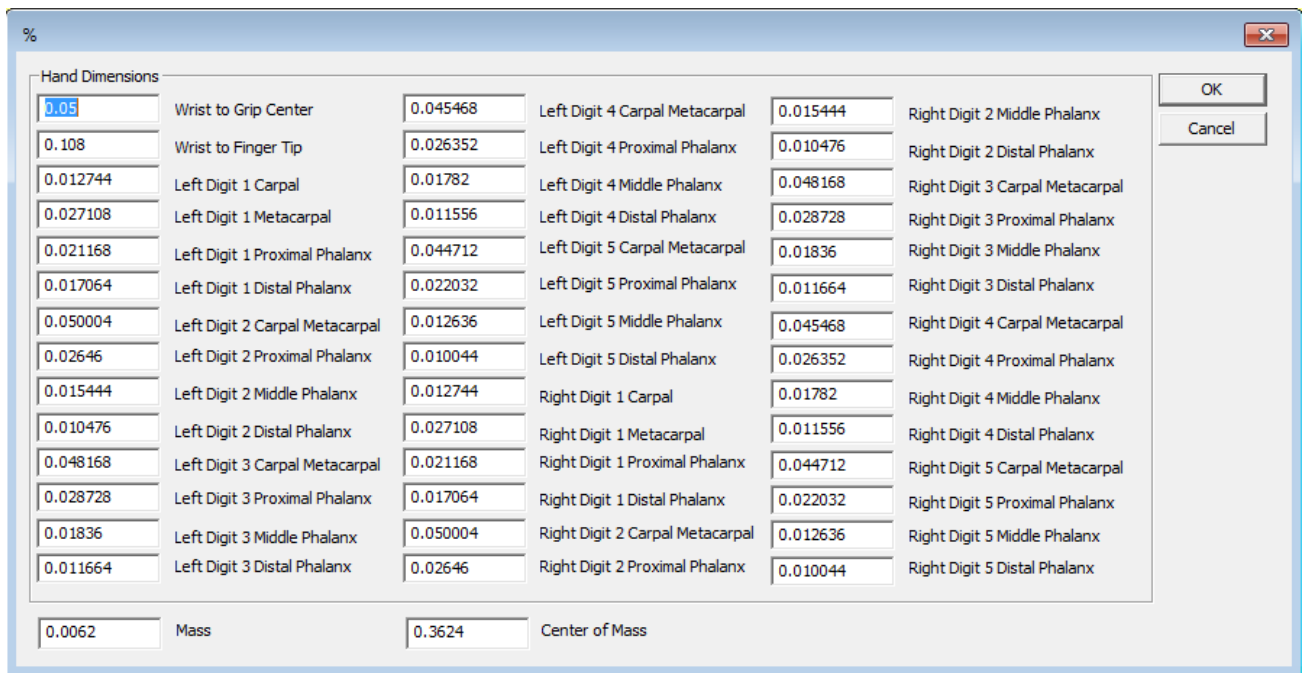 %
Hand Dimensions
OK
Cancel
0.05 Wrist to Grip Center 0.045468 Left Digit 4 Carpal Metacarpal 0.015444 Right Digit 2 Middle Phalanx
0.108 Wrist to Finger Tip 0.026352 Left Digit 4 Proximal Phalanx 0.010476 Right Digit 2 Distal Phalanx
0.012744 Left Digit 1 Carpal 0.01782 Left Digit 4 Middle Phalanx 0.048168 Right Digit 3 Carpal Metacarpal
0.027108 Left Digit 1 Metacarpal 0.011556 Left Digit 4 Distal Phalanx 0.028728 Right Digit 3 Proximal Phalanx
0.021168 Left Digit 1 Proximal Phalanx 0.044712 Left Digit 5 Carpal Metacarpal 0.01836 Right Digit 3 Middle Phalanx
0.017064 Left Digit 1 Distal Phalanx 0.022032 Left Digit 5 Proximal Phalanx 0.011664 Right Digit 3 Distal Phalanx
0.050004 Left Digit 2 Carpal Metacarpal 0.012636 Left Digit 5 Middle Phalanx 0.045468 Right Digit 4 Carpal Metacarpal
0.02646 Left Digit 2 Proximal Phalanx 0.010044 Left Digit 5 Distal Phalanx 0.026352 Right Digit 4 Proximal Phalanx
0.015444 Left Digit 2 Middle Phalanx 0.012744 Right Digit 1 Carpal 0.01782 Right Digit 4 Middle Phalanx
0.010476 Left Digit 2 Distal Phalanx 0.027108 Right Digit 1 Metacarpal 0.011556 Right Digit 4 Distal Phalanx
0.048168 Left Digit 3 Carpal Metacarpal 0.021168 Right Digit 1 Proximal Phalanx 0.044712 Right Digit 5 Carpal Metacarpal
0.028728 Left Digit 3 Proximal Phalanx 0.017064 Right Digit 1 Distal Phalanx 0.022032 Right Digit 5 Proximal Phalanx
0.01836 Left Digit 3 Middle Phalanx 0.050004 Right Digit 2 Carpal Metacarpal 0.012636 Right Digit 5 Middle Phalanx
0.011664 Left Digit 3 Distal Phalanx 0.02646 Right Digit 2 Proximal Phalanx 0.010044 Right Digit 5 Distal Phalanx
0.0062 Mass 0.3624 Center of Mass